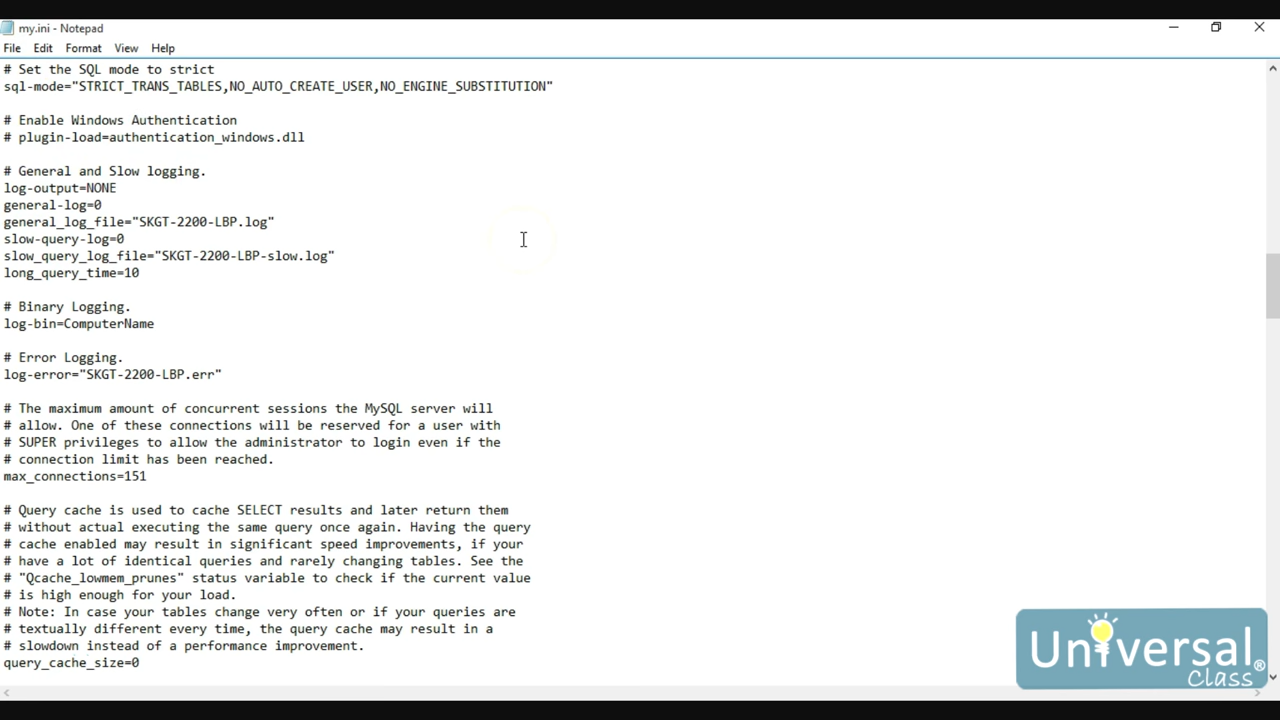 my.ini - Notepad
File Edit Format View Help
# Set the SQL mode to strict
sql-mode="STRICT_TRANS_TABLES,NO_AUTO_CREATE_USER,NO_ENGINE_SUBSTITUTION"
# Enable Windows Authentication
# plugin-load=authentication_windows.dll
# General and Slow logging.
log-output=NONE
general-log=0
general_log_file="SKGT-2200-LBP.log"
slow-query-log=0
slow_query_log_file="SKGT-2200-LBP-slow.log"
long_query_time=10
# Binary Logging.
log-bin=ComputerName
# Error Logging.
log-error="SKGT-2200-LBP.err"
# The maximum amount of concurrent sessions the MySQL server will
# allow. One of these connections will be reserved for a user with
# SUPER privileges to allow the administrator to login even if the
# connection limit has been reached.
max_connections=151
# Query cache is used to cache SELECT results and later return them
# without actual executing the same query once again. Having the query
# cache enabled may result in significant speed improvements, if your
# have a lot of identical queries and rarely changing tables. See the
# "Qcache_lowmem_prunes" status variable to check if the current value
# is high enough for your load.
# Note: In case your tables change very often or if your queries are
# textually different every time, the query cache may result in a
# slowdown instead of a performance improvement.
query_cache_size=0
Universal®
Class